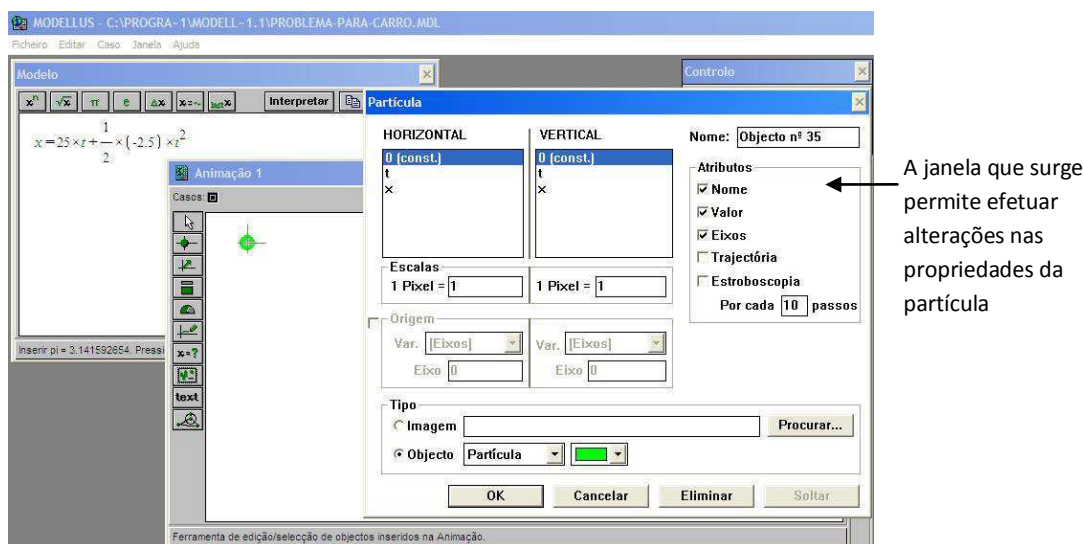 MODELLUS - C:\PROGRA~1\MODELL~1.1\PROBLEMA-PARA-CARRO.MDL
Ficheiro Editar Caso Janela Ajuda
Modelo
Controlo
xⁿ √x π e Δx x=~ last x Interpretar
x = 25 × t + 1/2 × (-2.5) × t²
Animação 1
Casos:
x=?
text
Inserir pi = 3.141592654. Pressi
Ferramenta de edição/selecção de objectos inseridos na Animação.
Partícula
HORIZONTAL VERTICAL
0 (const.) 0 (const.)
t t
× ×
Escalas
1 Pixel = 1 1 Pixel = 1
Origem
Var. [Eixos] Var. [Eixos]
Eixo 0 Eixo 0
Nome: Objecto nº 35
Atributos
Nome
Valor
Eixos
Trajectória
Estroboscopia
Por cada 10 passos
Tipo
Imagem Procurar...
Objecto Partícula
OK Cancelar Eliminar Soltar
A janela que surge
permite efetuar
alterações nas
propriedades da
partícula